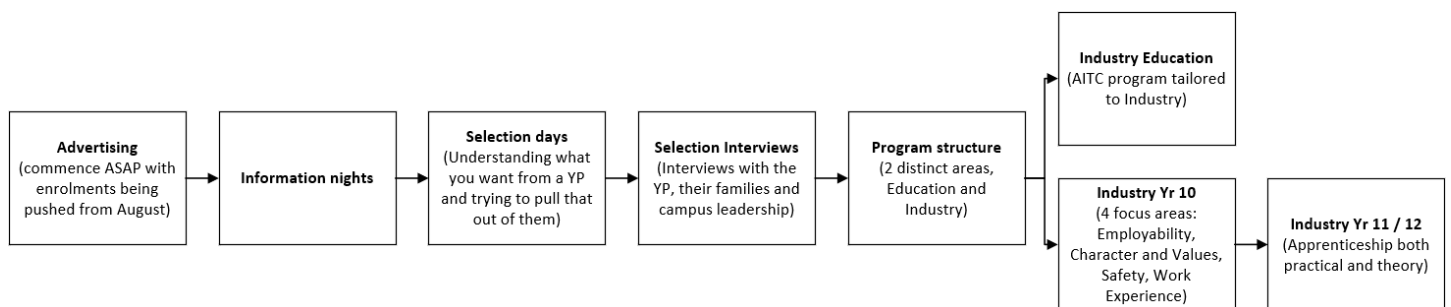 Advertising
(commence ASAP with
enrolments being
pushed from August)
Information nights
Selection days
(Understanding what
you want from a YP
and trying to pull that
out of them)
Selection Interviews
(Interviews with the
YP, their families and
campus leadership)
Program structure
(2 distinct areas,
Education and
Industry)
Industry Education
(AITC program tailored
to Industry)
Industry Yr 10
(4 focus areas:
Employability,
Character and Values,
Safety, Work
Experience)
Industry Yr 11 / 12
(Apprenticeship both
practical and theory)